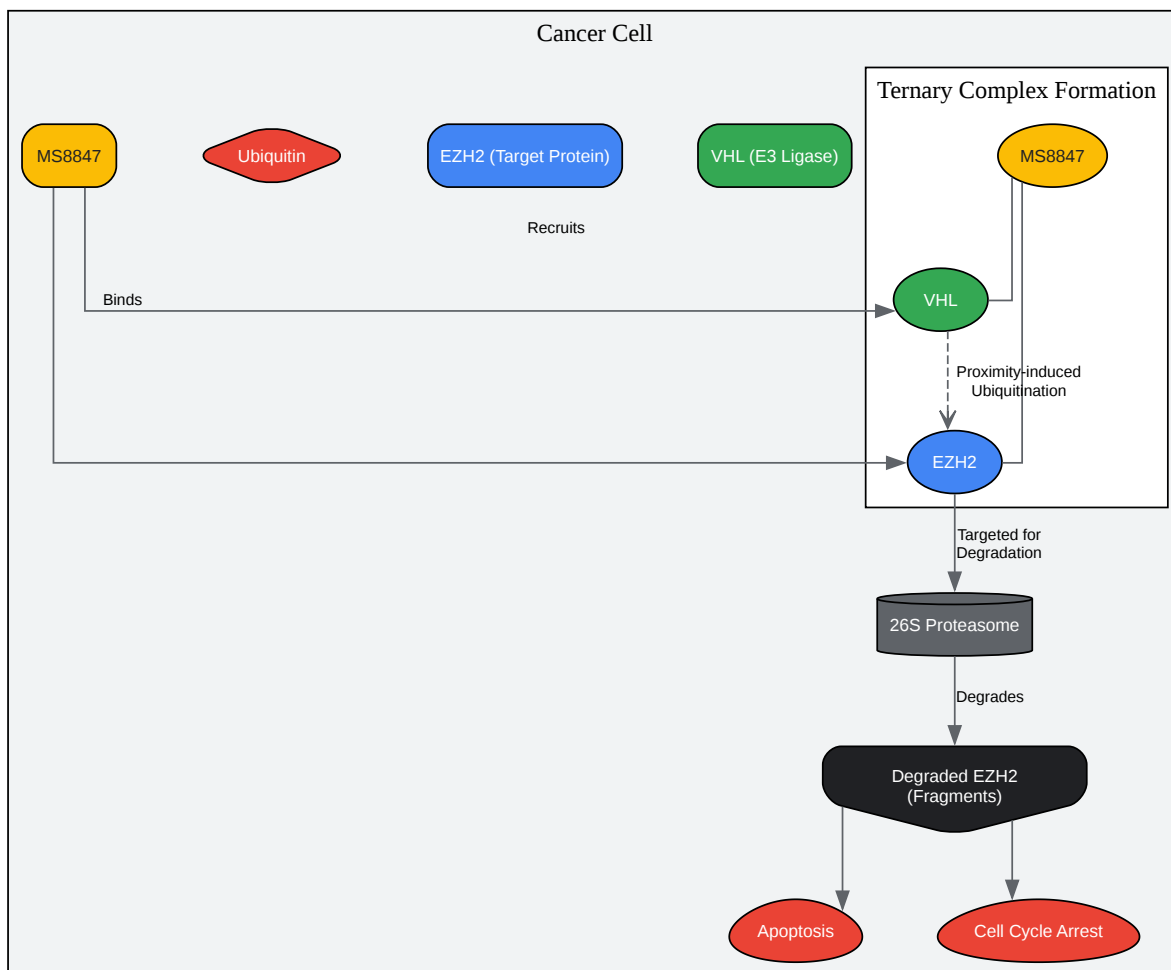 Cancer Cell
Ternary Complex Formation
MS8847
Ubiquitin
EZH2 (Target Protein)
VHL (E3 Ligase)
MS8847
Recruits
Binds
VHL
Proximity-induced
Ubiquitination
EZH2
Targeted for
Degradation
26S Proteasome
Degrades
Degraded EZH2
(Fragments)
Apoptosis
Cell Cycle Arrest